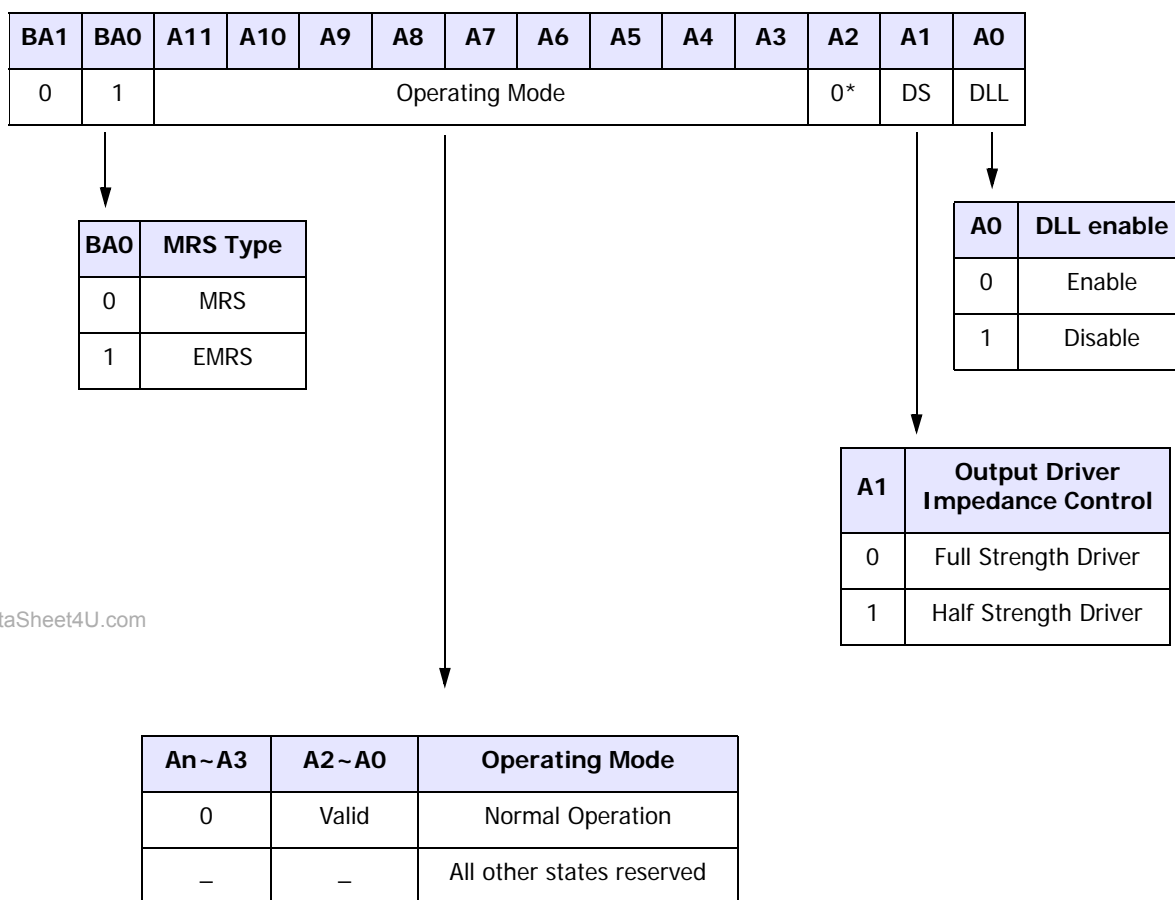 BA1 BA0 A11 A10 A9 A8 A7 A6 A5 A4 A3 A2 A1 A0
0 1 Operating Mode 0* DS DLL
BA0 MRS Type
0 MRS
1 EMRS
A0 DLL enable
0 Enable
1 Disable
A1 Output Driver
Impedance Control
0 Full Strength Driver
1 Half Strength Driver
taSheet4U.com
An~A3 A2~A0 Operating Mode
0 Valid Normal Operation
_ _ All other states reserved